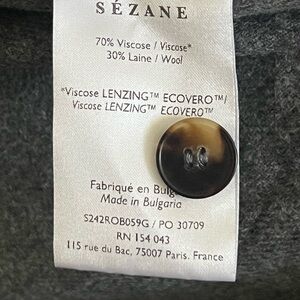 SÉZANE
70% Viscose / Viscose*
30% Laine / Wool
*Viscose LENZING™ ECOVERO™/
Viscose LENZING™ ECOVERO™
Fabriqué en Bulg
Made in Bulgaria
S242ROB059G / PO 30709
RN 154 043
115 rue du Bac, 75007 Paris. France